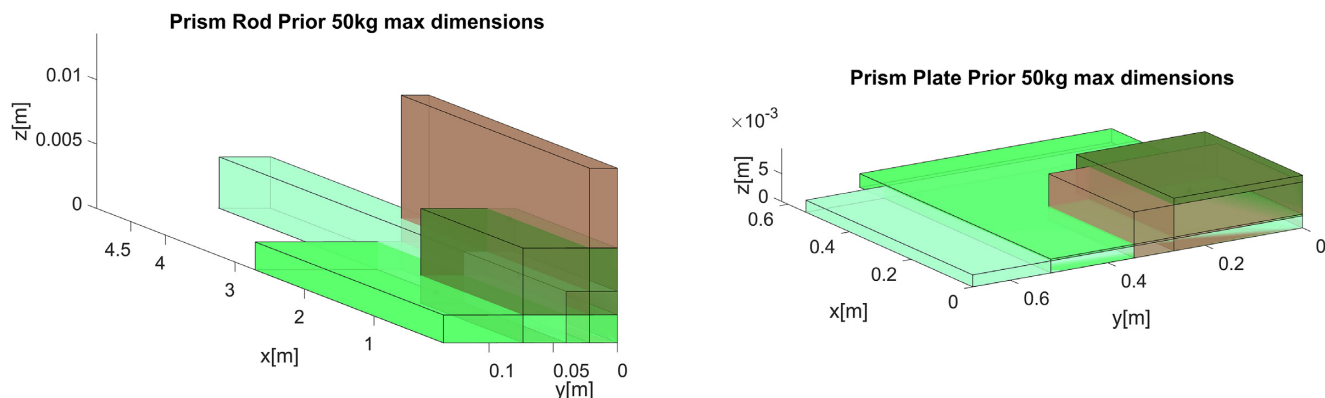 Prism Rod Prior 50kg max dimensions
0.01
0.005
0
z[m]
4.5
4
3
2
1
x[m]
0.1
0.05
0
y[m]
Prism Plate Prior 50kg max dimensions
×10⁻³
5
0
z[m]
0.6
0.4
0.2
0
x[m]
0.6
0.4
0.2
0
y[m]